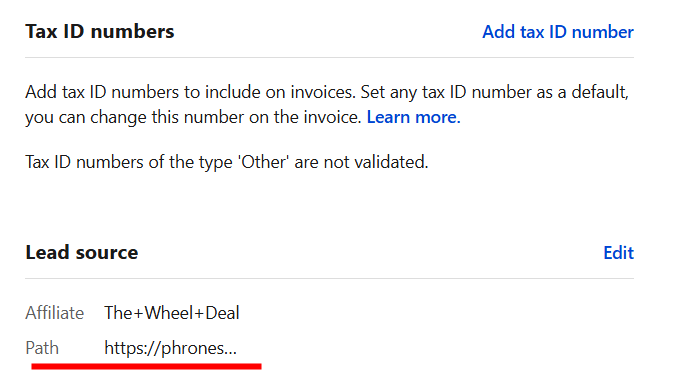 Tax ID numbers Add tax ID number
Add tax ID numbers to include on invoices. Set any tax ID number as a default,
you can change this number on the invoice. Learn more.
Tax ID numbers of the type 'Other' are not validated.
Lead source Edit
Affiliate The+Wheel+Deal
Path https://phrones...